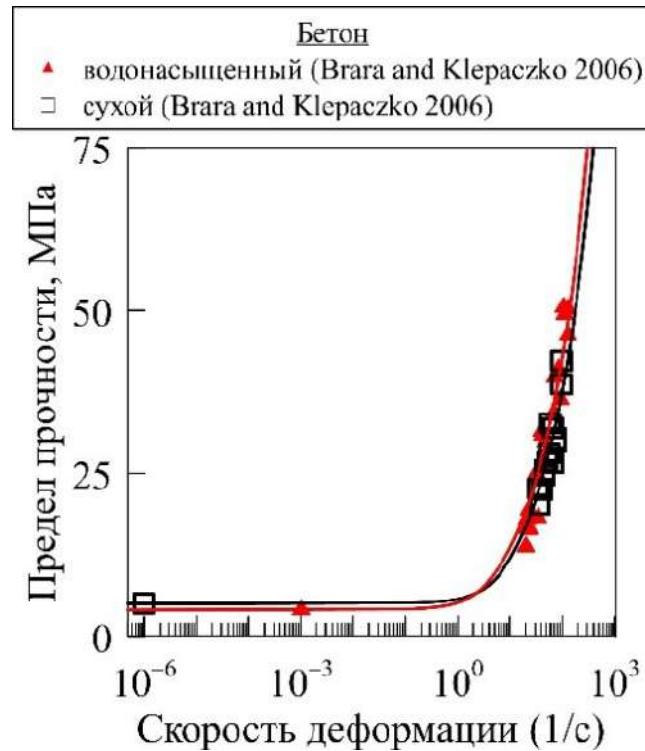 Бетон
водонасыщенный (Brara and Klepaczko 2006)
сухой (Brara and Klepaczko 2006)
Предел прочности, МПа
75
50
25
0
10⁻⁶ 10⁻³ 10⁰ 10³
Скорость деформации (1/с)